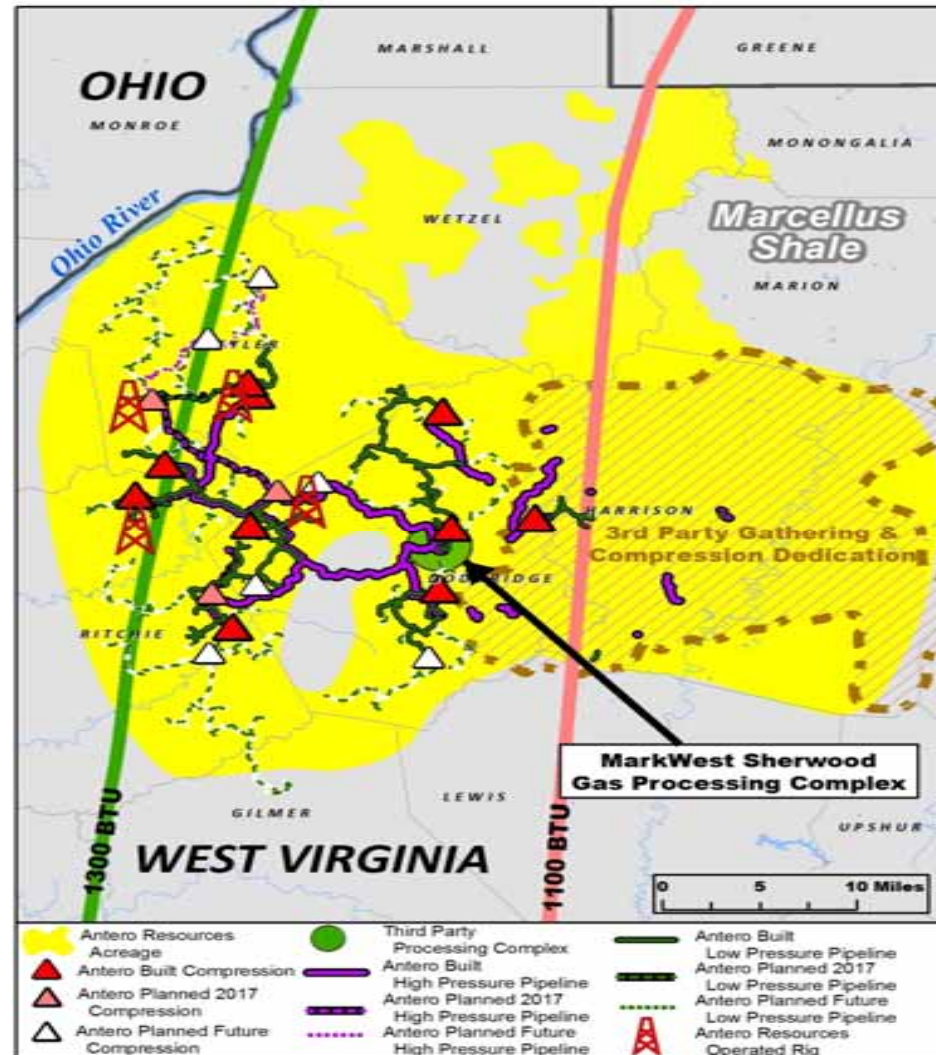 MARSHALL
GREENE
OHIO
MONROE
MONONGALIA
WETZEL
Marcellus
Shale
Ohio River
MARION
HARRISON
3rd Party Gathering &
Compression Dedication
RITCHIE
MarkWest Sherwood
Gas Processing Complex
LEWIS
GILMER
UPSHUR
WEST VIRGINIA
1300 BTU
1100 BTU
0 5 10 Miles
Antero Resources
Acreage
Antero Built Compression
Antero Planned 2017
Compression
Antero Planned Future
Compression
Third Party
Processing Complex
Antero Built
High Pressure Pipeline
Antero Planned 2017
High Pressure Pipeline
Antero Planned Future
High Pressure Pipeline
Antero Built
Low Pressure Pipeline
Antero Planned 2017
Low Pressure Pipeline
Antero Planned Future
Low Pressure Pipeline
Antero Resources
Operated Rig